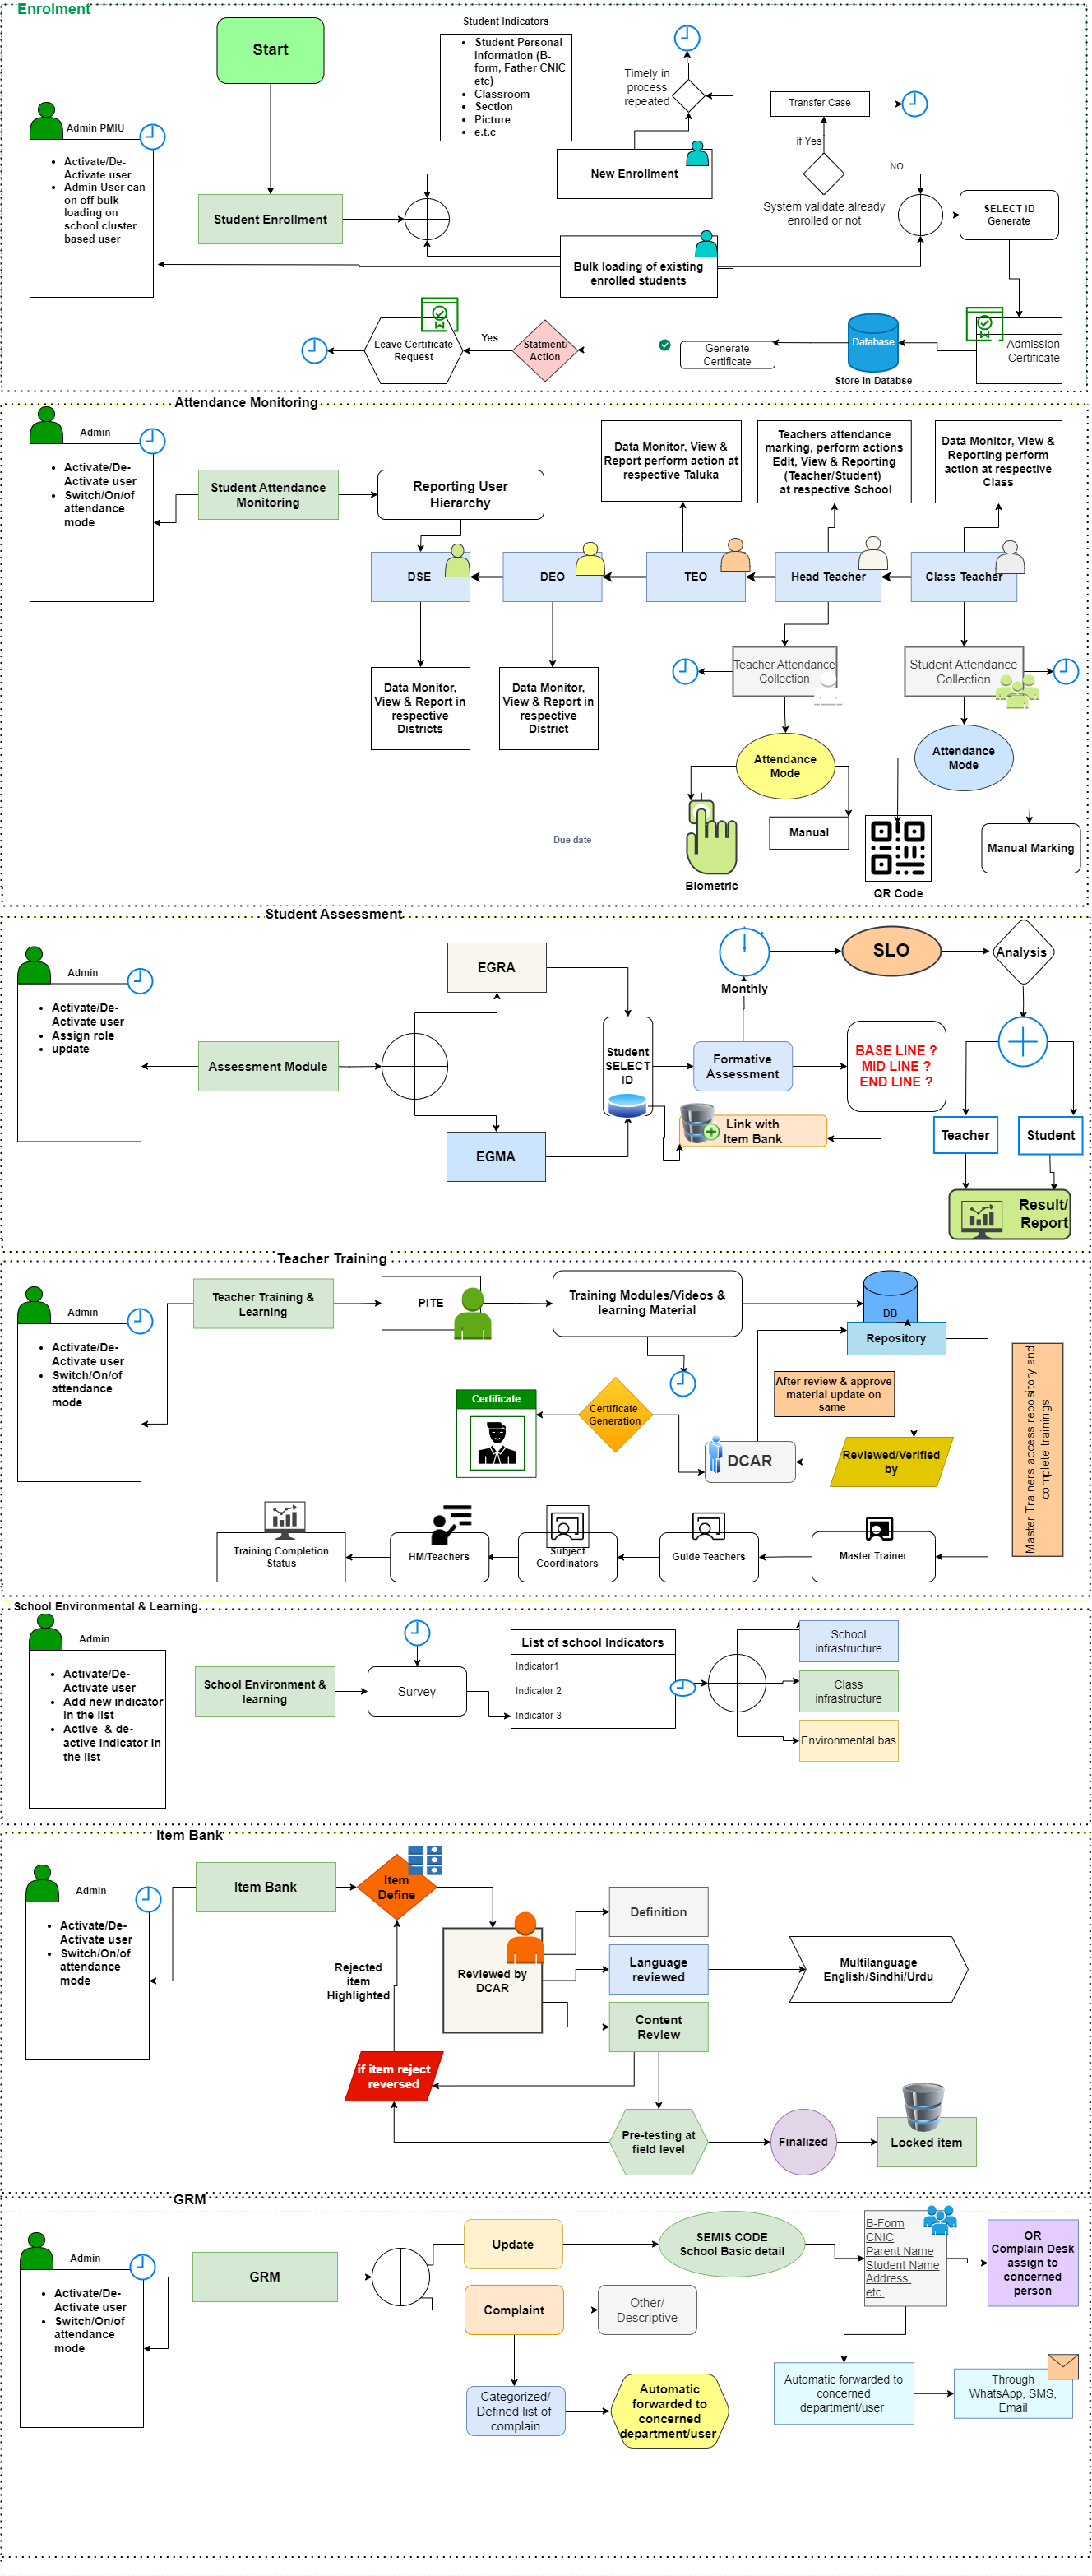 Enrolment
Start
Student Indicators
Student Personal
Information (B-
form, Father CNIC
etc)
Classroom
Section
Picture
e.t.c
Timely in
process
repeated
Transfer Case
if Yes
Admin PMIU
Activate/De-
Activate user
Admin User can
on off bulk
loading on
school cluster
based user
Student Enrollment
New Enrollment
NO
System validate already
enrolled or not
SELECT ID
Generate
Bulk loading of existing
enrolled students
Leave Certificate
Request
Yes
Statment/
Action
Generate
Certificate
Database
Store in Databse
Admission
Certificate
Attendance Monitoring
Admin
Activate/De-
Activate user
Switch/On/of
attendance
mode
Student Attendance
Monitoring
Reporting User
Hierarchy
Data Monitor, View &
Report perform action at
respective Taluka
Teachers attendance
marking, perform actions
Edit, View & Reporting
(Teacher/Student)
at respective School
Data Monitor, View &
Reporting perform
action at respective
Class
DSE
DEO
TEO
Head Teacher
Class Teacher
Data Monitor,
View & Report in
respective
Districts
Data Monitor,
View & Report in
respective
District
Teacher Attendance
Collection
Student Attendance
Collection
Attendance
Mode
Attendance
Mode
Due date
Manual
Manual Marking
Biometric
QR Code
Student Assessment
Admin
Activate/De-
Activate user
Assign role
update
Assessment Module
EGRA
EGMA
Student
SELECT
ID
Monthly
SLO
Analysis
Formative
Assessment
BASE LINE ?
MID LINE ?
END LINE ?
Link with
Item Bank
Teacher
Student
Result/
Report
Teacher Training
Admin
Activate/De-
Activate user
Switch/On/of
attendance
mode
Teacher Training &
Learning
PITE
Training Modules/Videos &
learning Material
DB
Repository
After review & approve
material update on
same
Master Trainers access repository and
complete trainings
Certificate
Certificate
Generation
DCAR
Reviewed/Verified
by
Training Completion
Status
HM/Teachers
Subject
Coordinators
Guide Teachers
Master Trainer
School Environmental & Learning
Admin
Activate/De-
Activate user
Add new indicator
in the list
Active & de-
active indicator in
the list
School Environment &
learning
Survey
List of school Indicators
Indicator1
Indicator 2
Indicator 3
School
infrastructure
Class
infrastructure
Environmental bas
Item Bank
Admin
Activate/De-
Activate user
Switch/On/of
attendance
mode
Item Bank
Item
Define
Rejected
item
Highlighted
Reviewed by
DCAR
Definition
Language
reviewed
Multilanguage
English/Sindhi/Urdu
Content
Review
if item reject
reversed
Pre-testing at
field level
Finalized
Locked item
GRM
Admin
Activate/De-
Activate user
Switch/On/of
attendance
mode
GRM
Update
Complaint
SEMIS CODE
School Basic detail
B-Form
CNIC
Parent Name
Student Name
Address
etc.
OR
Complain Desk
assign to
concerned
person
Other/
Descriptive
Categorized/
Defined list of
complain
Automatic
forwarded to
concerned
department/user
Automatic forwarded to
concerned
department/user
Through
WhatsApp, SMS,
Email